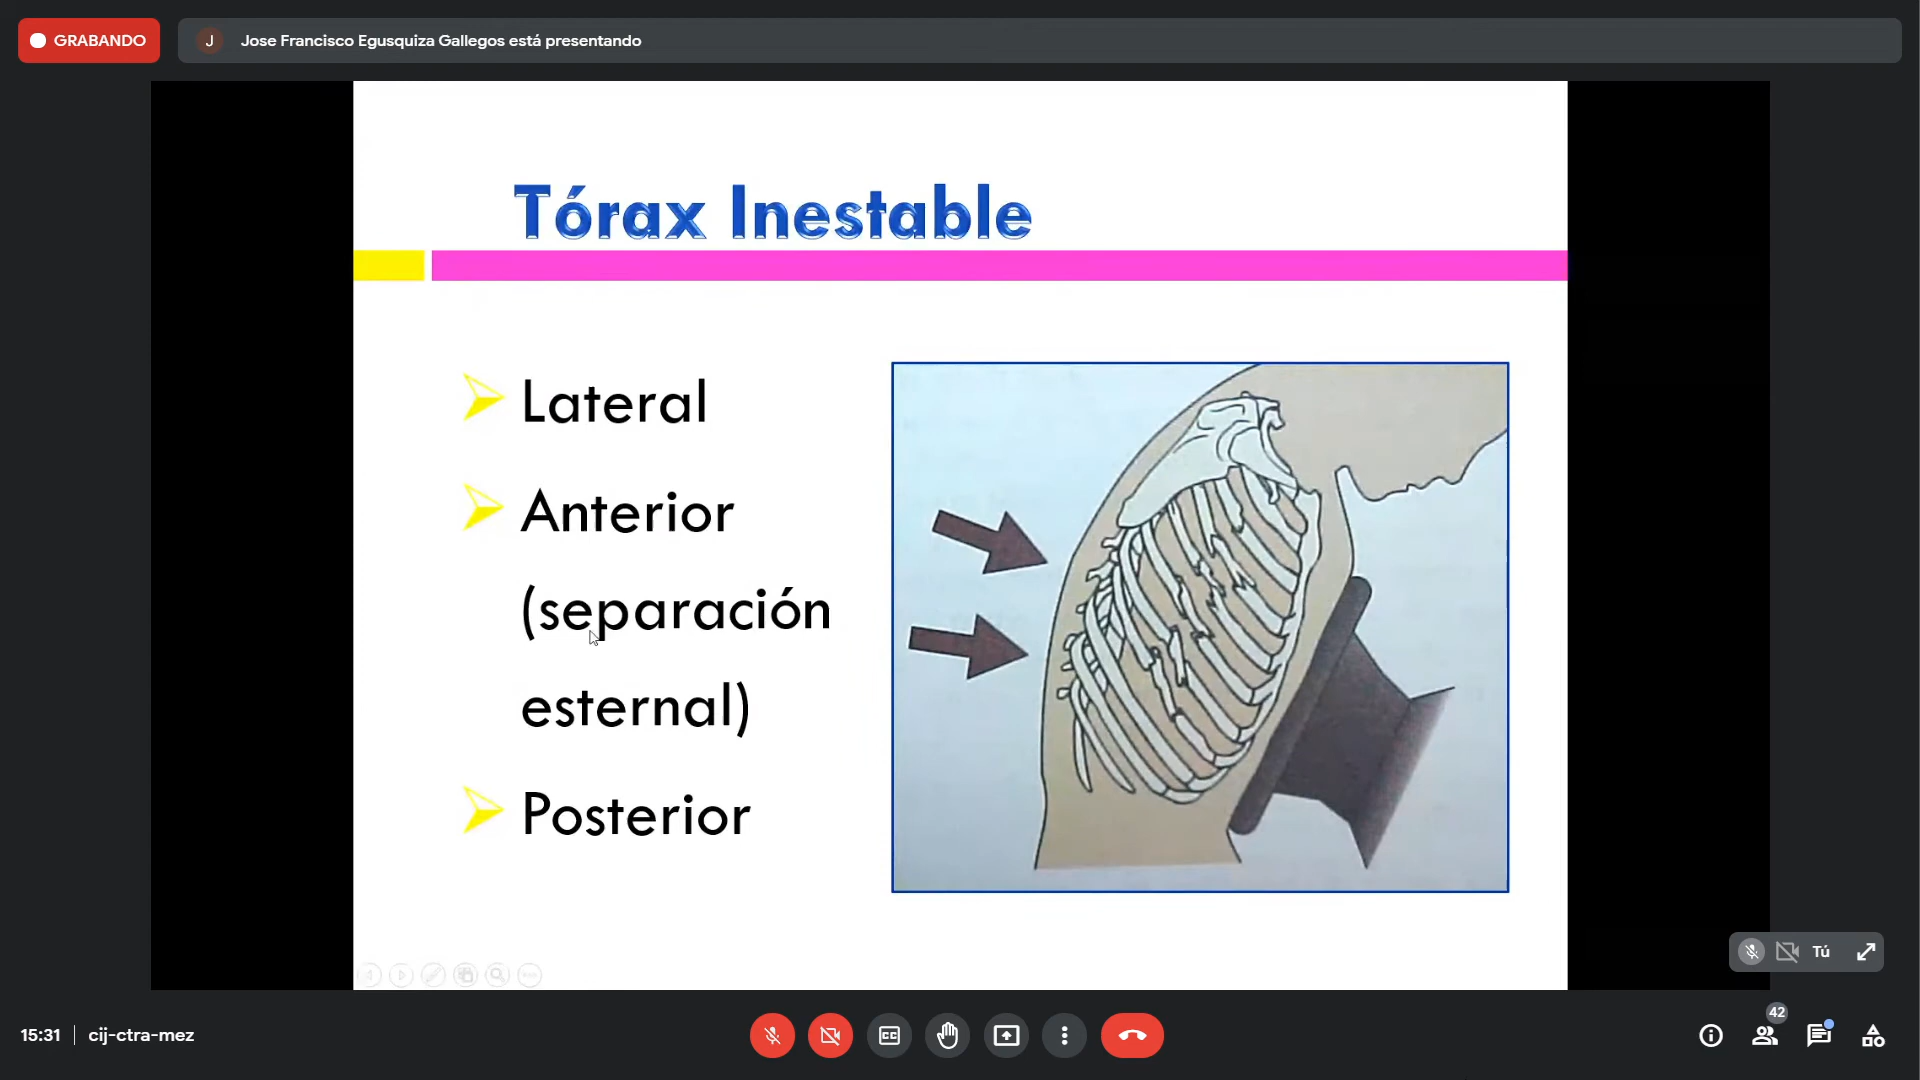 GRABANDO
J Jose Francisco Egusquiza Gallegos está presentando
Tórax Inestable
Lateral
Anterior
(separación
esternal)
Posterior
Tú
15:31 | cij-ctra-mez
CC
42